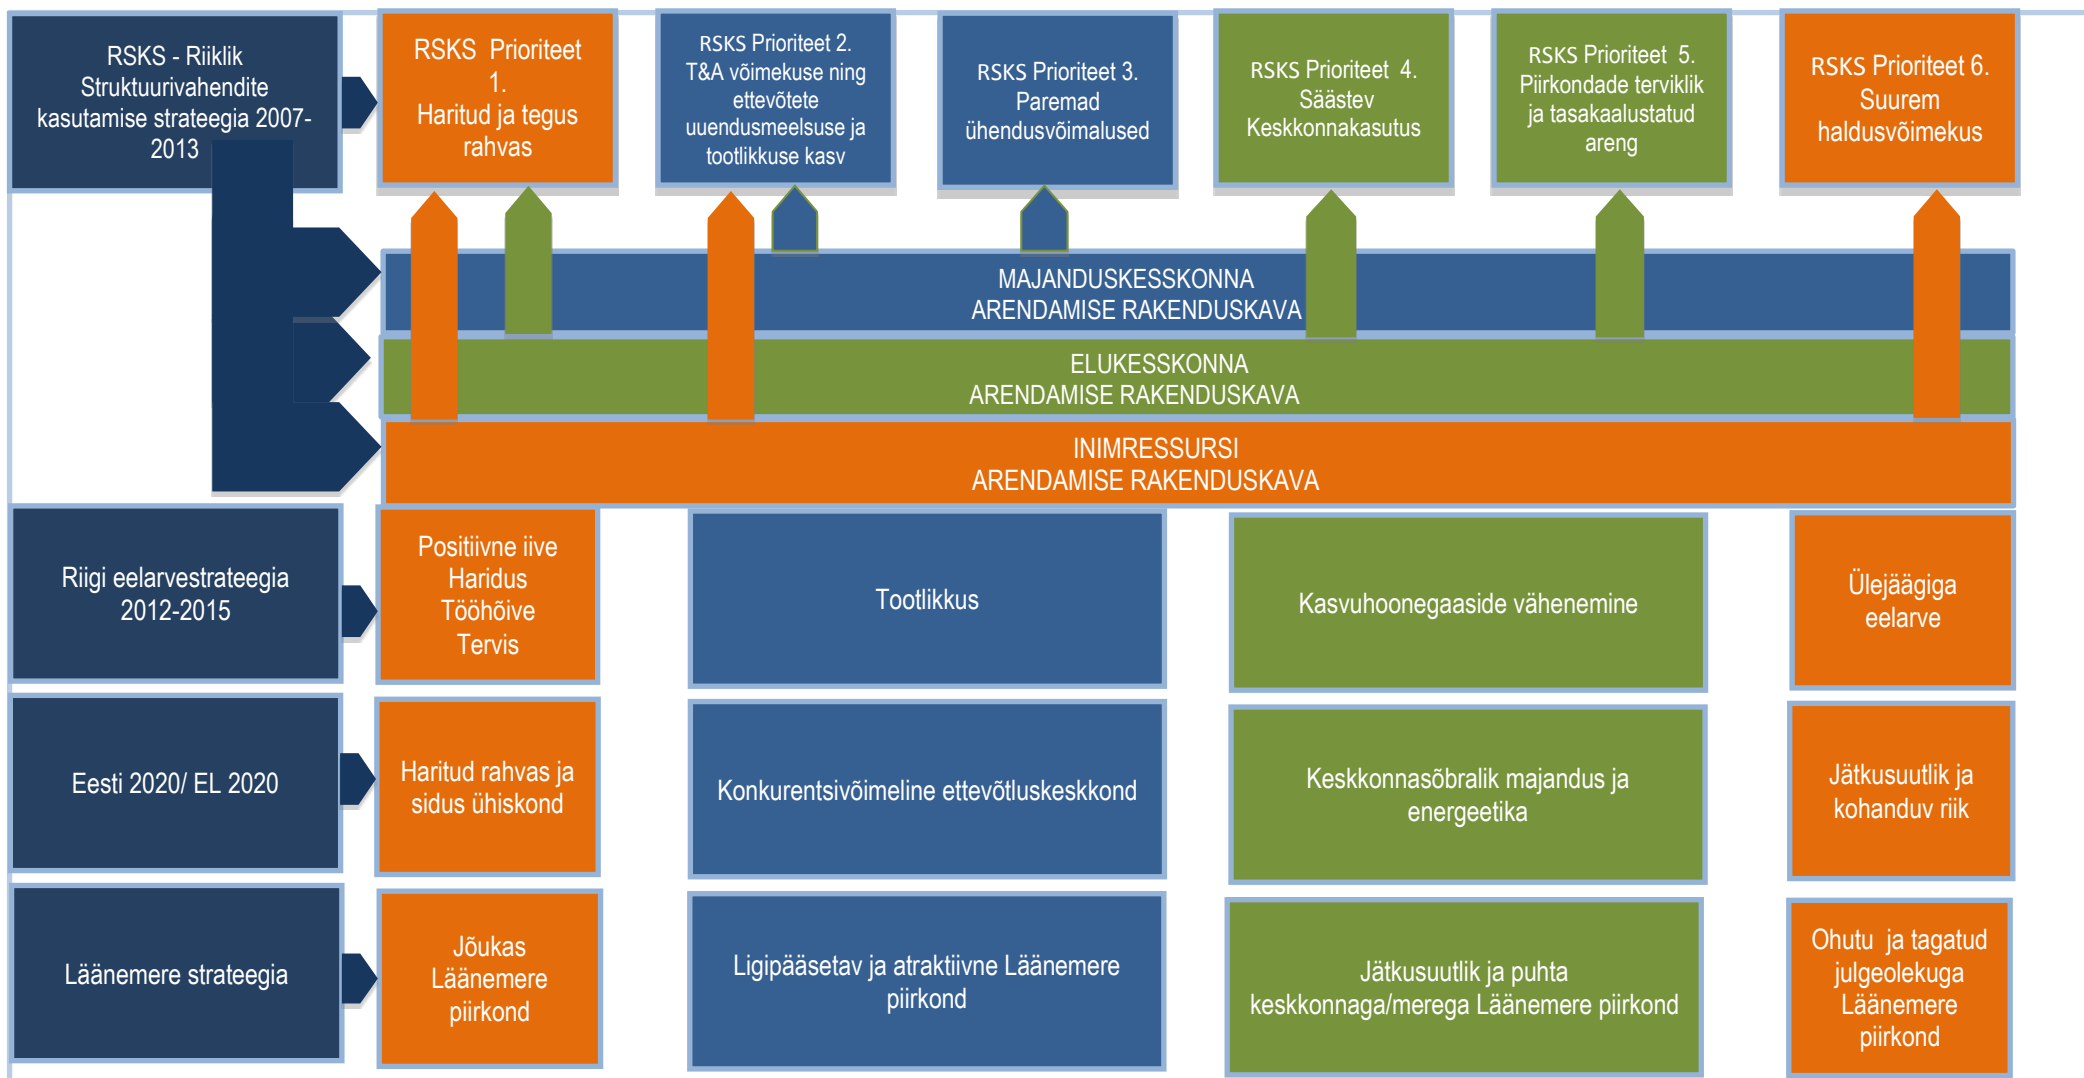 RSKS - Riiklik
Struktuurivahendite
kasutamise strateegia 2007-
2013
RSKS  Prioriteet
1.
Haritud ja tegus
rahvas
RSKS Prioriteet 2.
T&A võimekuse ning
ettevõtete
uuendusmeelsuse ja
tootlikkuse kasv
RSKS Prioriteet 3.
Paremad
ühendusvõimalused
RSKS Prioriteet  4.
Säästev
Keskkonnakasutus
RSKS Prioriteet  5.
Piirkondade terviklik
ja tasakaalustatud
areng
RSKS Prioriteet 6.
Suurem
haldusvõimekus
MAJANDUSKESKKONNA
ARENDAMISE RAKENDUSKAVA
ELUKESKKONNA
ARENDAMISE RAKENDUSKAVA
INIMRESSURSI
ARENDAMISE RAKENDUSKAVA
Riigi eelarvestrateegia
2012-2015
Positiivne iive
Haridus
Tööhõive
Tervis
Tootlikkus
Kasvuhoonegaaside vähenemine
Ülejäägiga
eelarve
Eesti 2020/ EL 2020
Haritud rahvas ja
sidus ühiskond
Konkurentsivõimeline ettevõtluskeskkond
Keskkonnasõbralik majandus ja
energeetika
Jätkusuutlik ja
kohanduv riik
Läänemere strateegia
Jõukas
Läänemere
piirkond
Ligipääsetav ja atraktiivne Läänemere
piirkond
Jätkusuutlik ja puhta
keskkonnaga/merega Läänemere piirkond
Ohutu  ja tagatud
julgeolekuga
Läänemere
piirkond